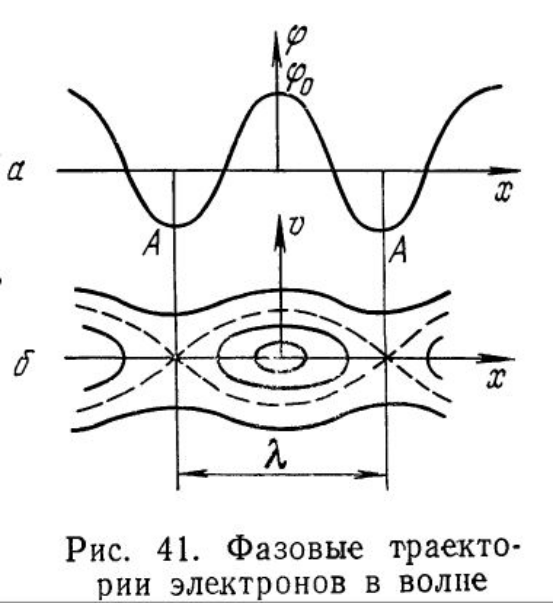 φ
φ₀
а
x
A
A
v
б
x
λ
Рис. 41. Фазовые траекто-
рии электронов в волне